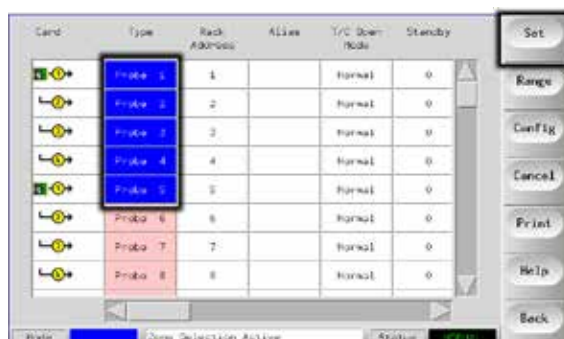 Card Type Rack Address Alias T/C Open Mode Standby
Probe 1 1 Normal 0
Probe 2 2 Normal 0
Probe 3 3 Normal 0
Probe 4 4 Normal 0
Probe 5 5 Normal 0
Probe 6 6 Normal 0
Probe 7 7 Normal 0
Probe 8 8 Normal 0
Set
Range
Config
Cancel
Print
Help
Back
Mode Zone Selection Active Status